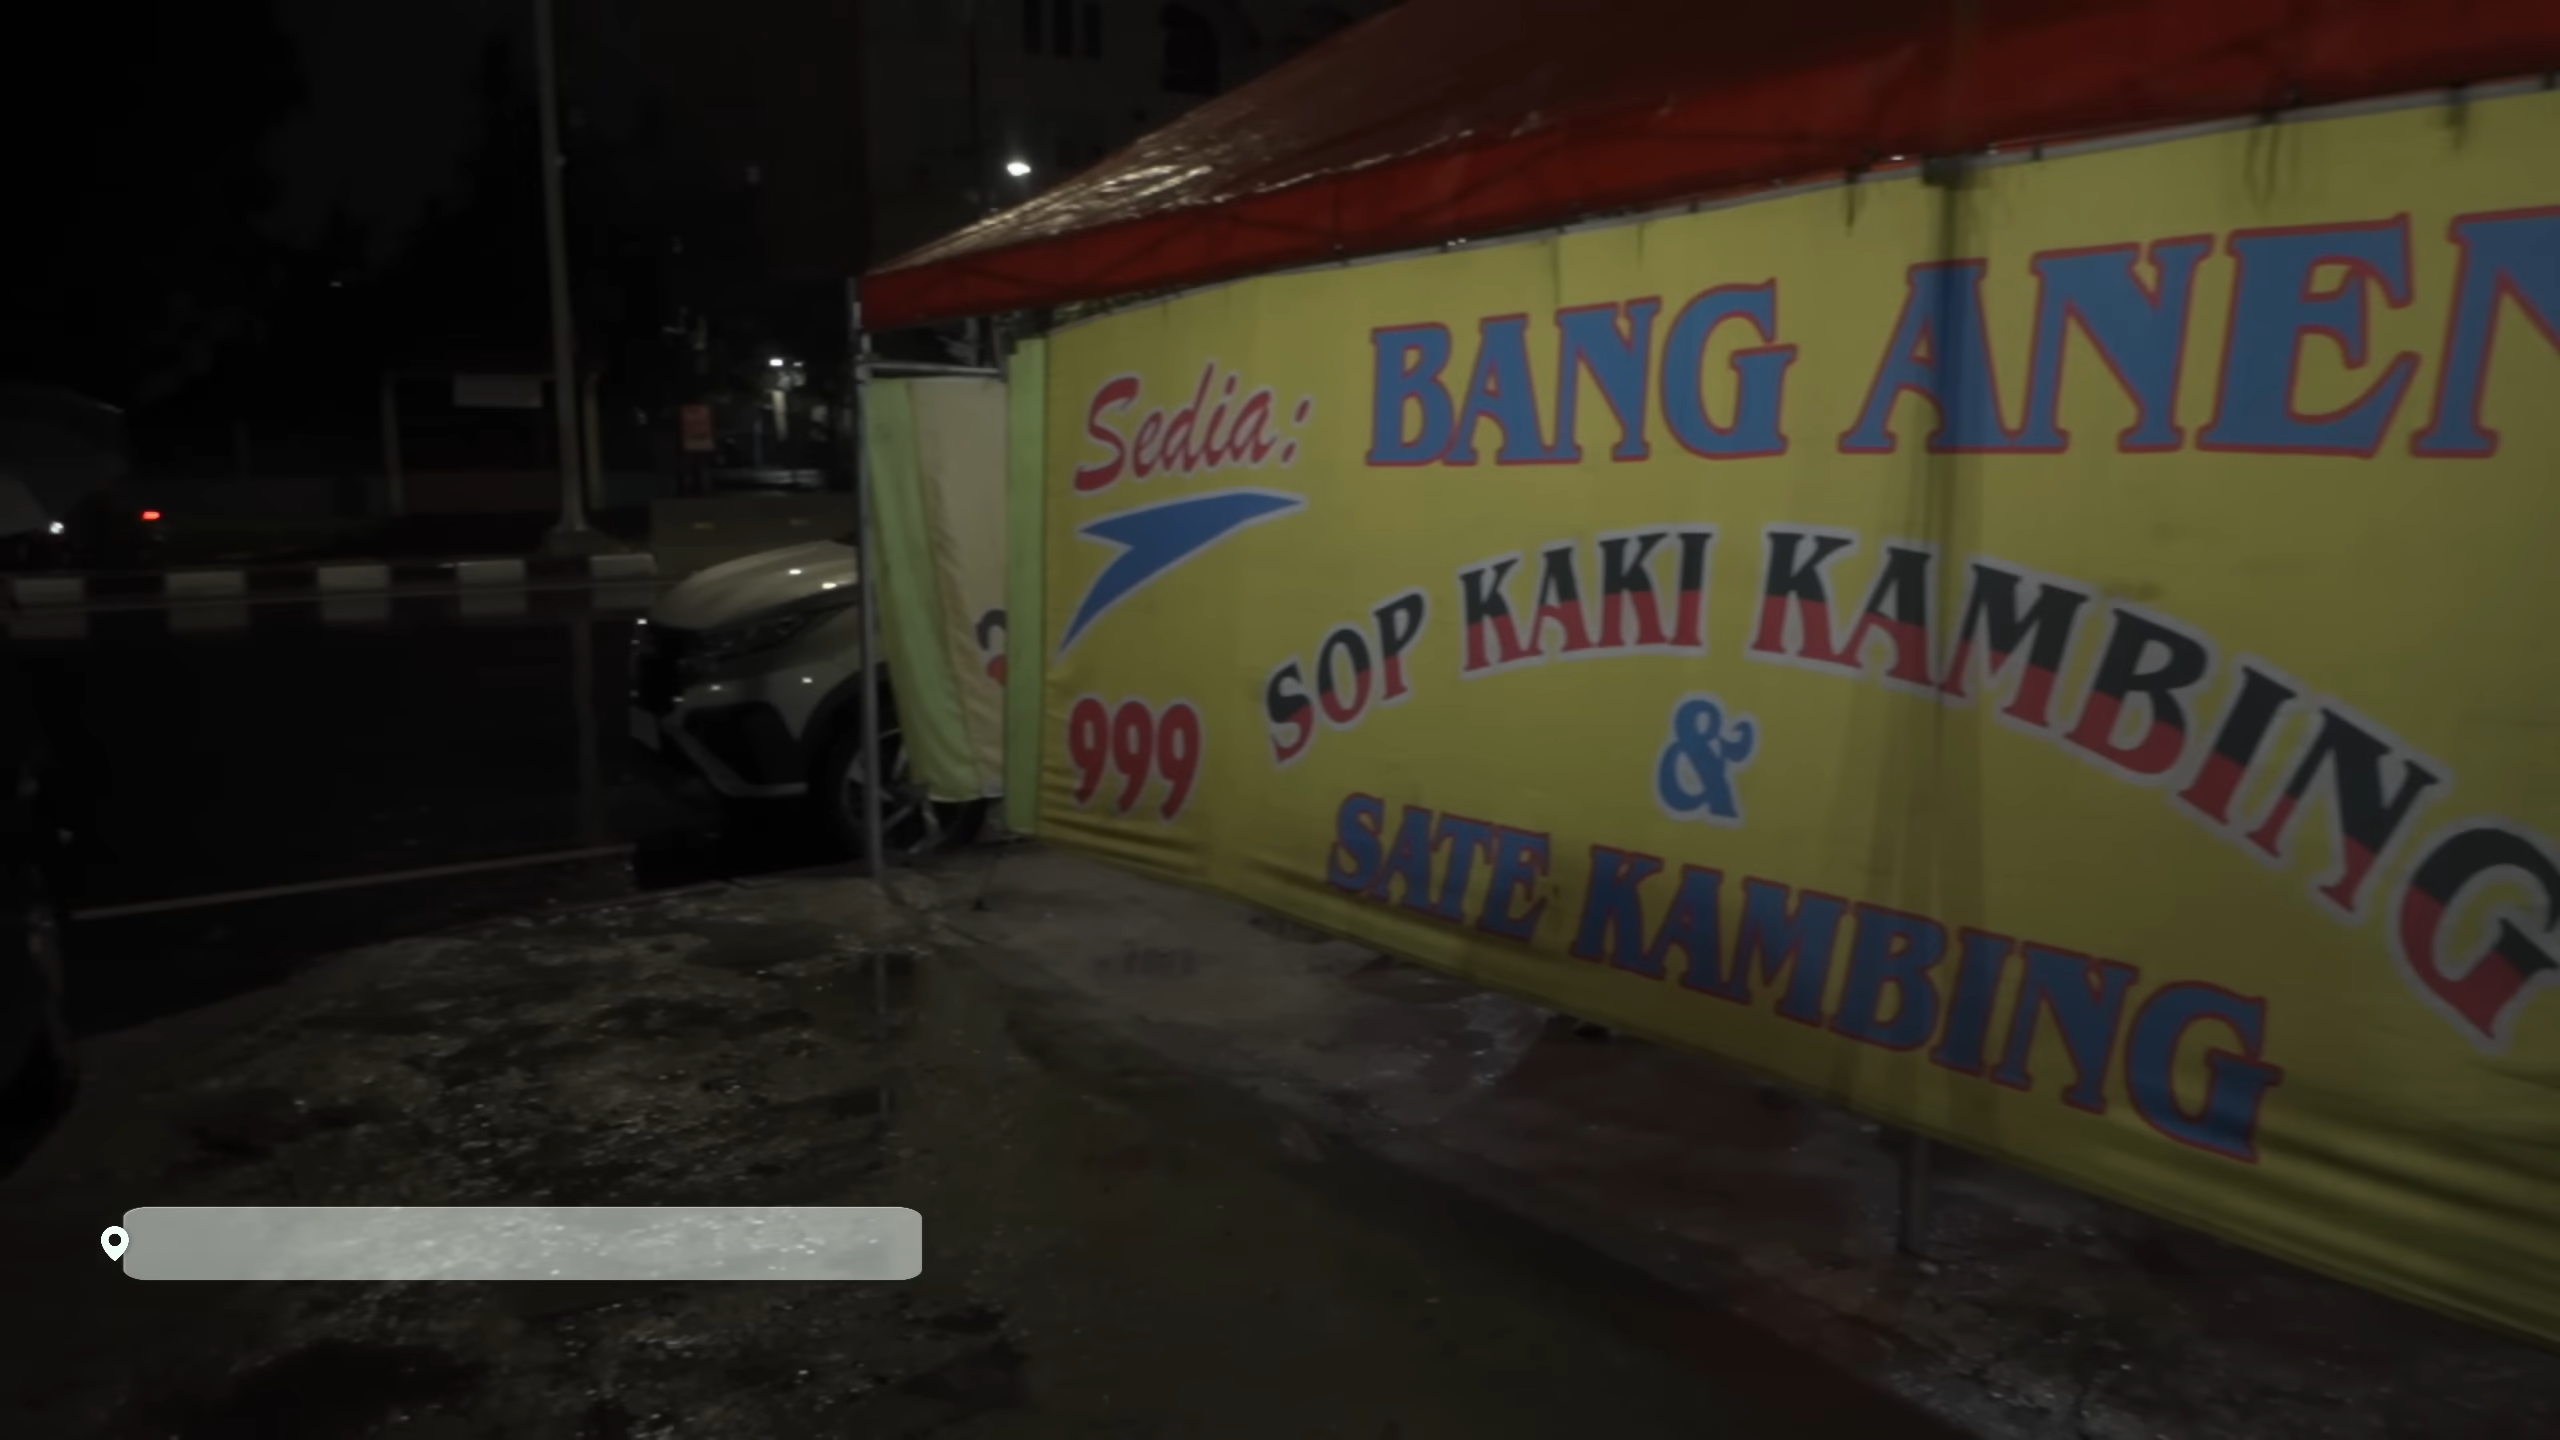 Sedia:
BANG ANEN
SOP KAKI KAMBING
999
&
SATE KAMBING